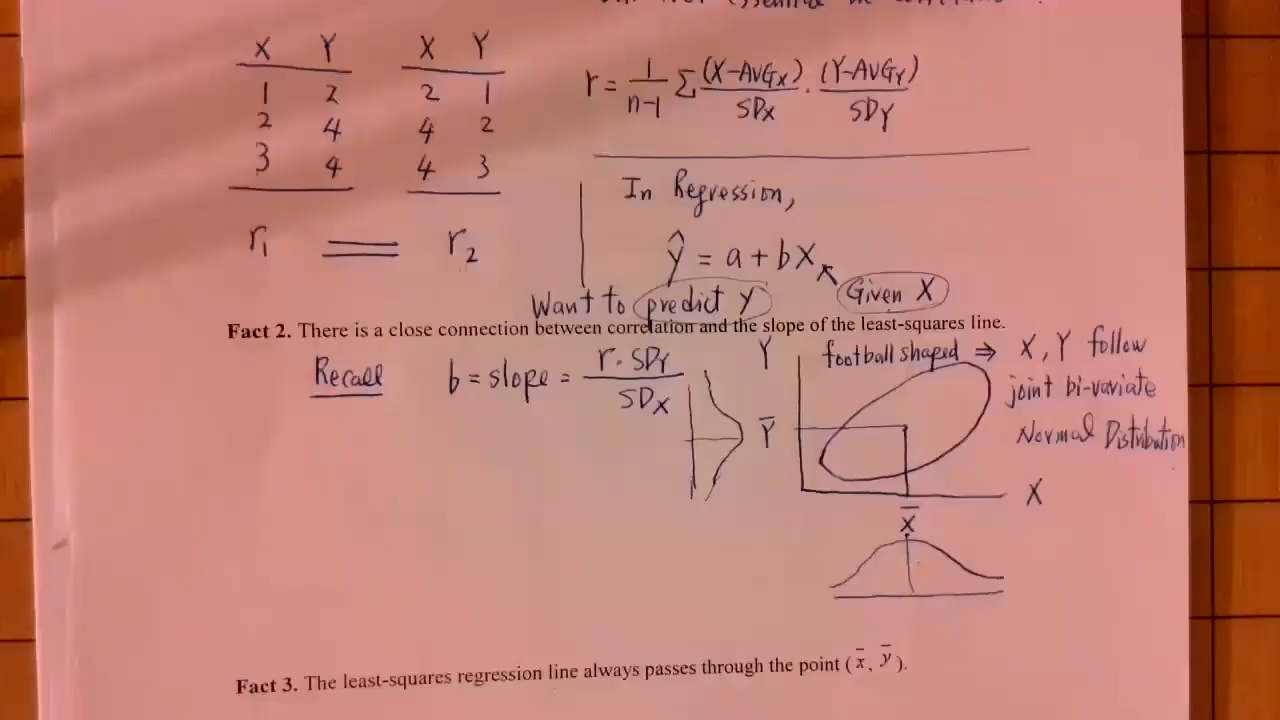 X Y X Y
1 2 2 1
2 4 4 2
3 4 4 3
r₁ = r₂
r = 1/(n-1) Σ (X-AVGx)/SDx · (Y-AVGY)/SDY
In Regression,
ŷ = a + bX
Given X
Want to predict Y
Fact 2. There is a close connection between correlation and the slope of the least-squares line.
Recall b = slope = r · SDY / SDX
Y football shaped ⇒ X, Y follow
joint bi-variate
Normal Distribution
Ȳ
X
X̄
Fact 3. The least-squares regression line always passes through the point (x̄, ȳ).